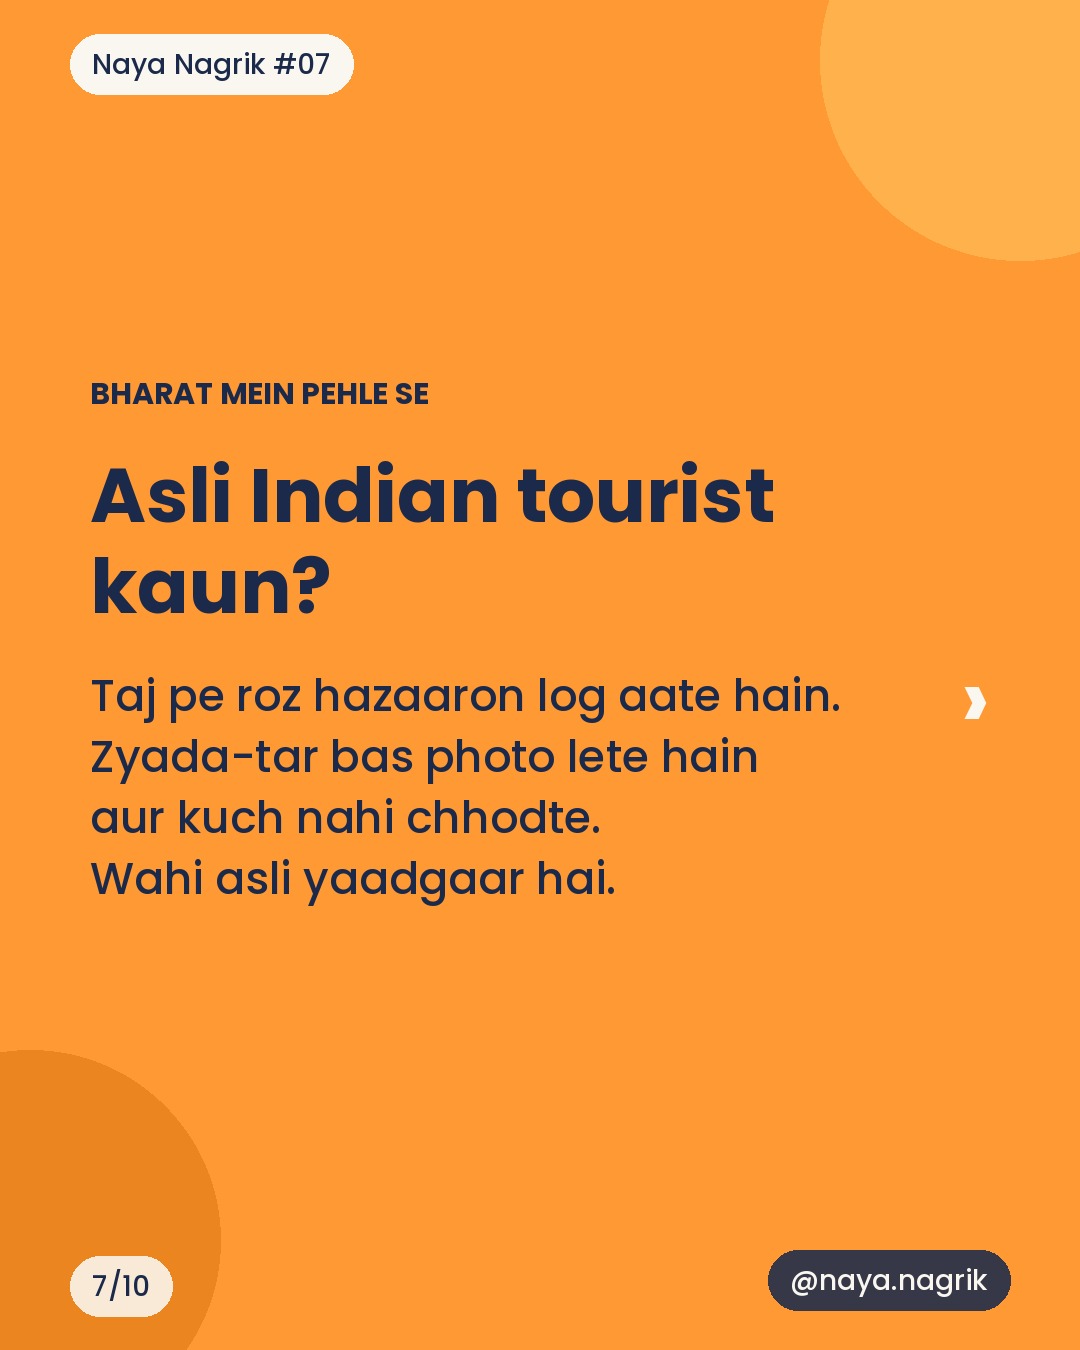 Naya Nagrik #07
BHARAT MEIN PEHLE SE
Asli Indian tourist
kaun?
Taj pe roz hazaaron log aate hain.
Zyada-tar bas photo lete hain
aur kuch nahi chhodte.
Wahi asli yaadgaar hai.
7/10
@naya.nagrik